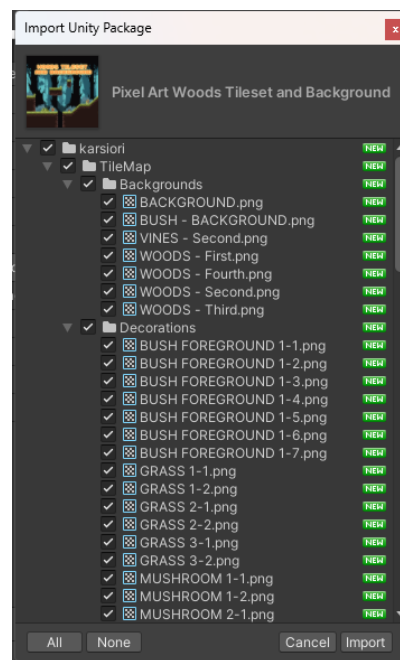 Import Unity Package
x
WOODS TILESET
AND BACKGROUND
Pixel Art Woods Tileset and Background
karsiori NEW
TileMap NEW
Backgrounds NEW
BACKGROUND.png NEW
BUSH - BACKGROUND.png NEW
VINES - Second.png NEW
WOODS - First.png NEW
WOODS - Fourth.png NEW
WOODS - Second.png NEW
WOODS - Third.png NEW
Decorations NEW
BUSH FOREGROUND 1-1.png NEW
BUSH FOREGROUND 1-2.png NEW
BUSH FOREGROUND 1-3.png NEW
BUSH FOREGROUND 1-4.png NEW
BUSH FOREGROUND 1-5.png NEW
BUSH FOREGROUND 1-6.png NEW
BUSH FOREGROUND 1-7.png NEW
GRASS 1-1.png NEW
GRASS 1-2.png NEW
GRASS 2-1.png NEW
GRASS 2-2.png NEW
GRASS 3-1.png NEW
GRASS 3-2.png NEW
MUSHROOM 1-1.png NEW
MUSHROOM 1-2.png NEW
MUSHROOM 2-1.png NEW
All None Cancel Import